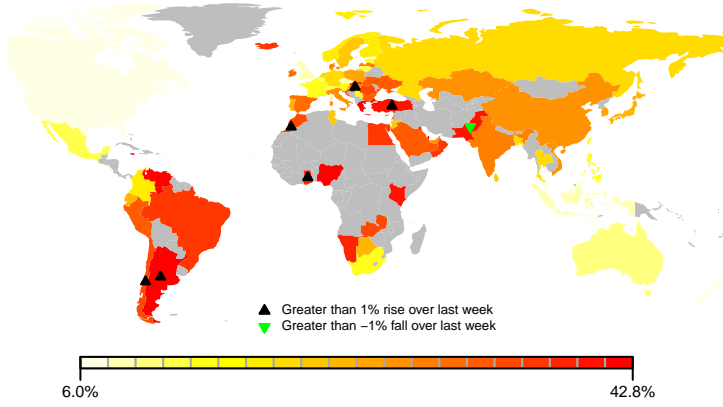 Greater than 1% rise over last week
Greater than −1% fall over last week
6.0%
42.8%